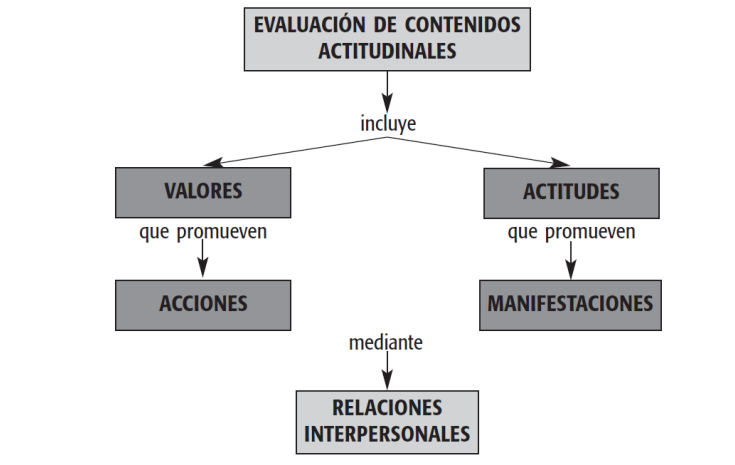 EVALUACIÓN DE CONTENIDOS
ACTITUDINALES
incluye
VALORES
ACTITUDES
que promueven
que promueven
ACCIONES
MANIFESTACIONES
mediante
RELACIONES
INTERPERSONALES